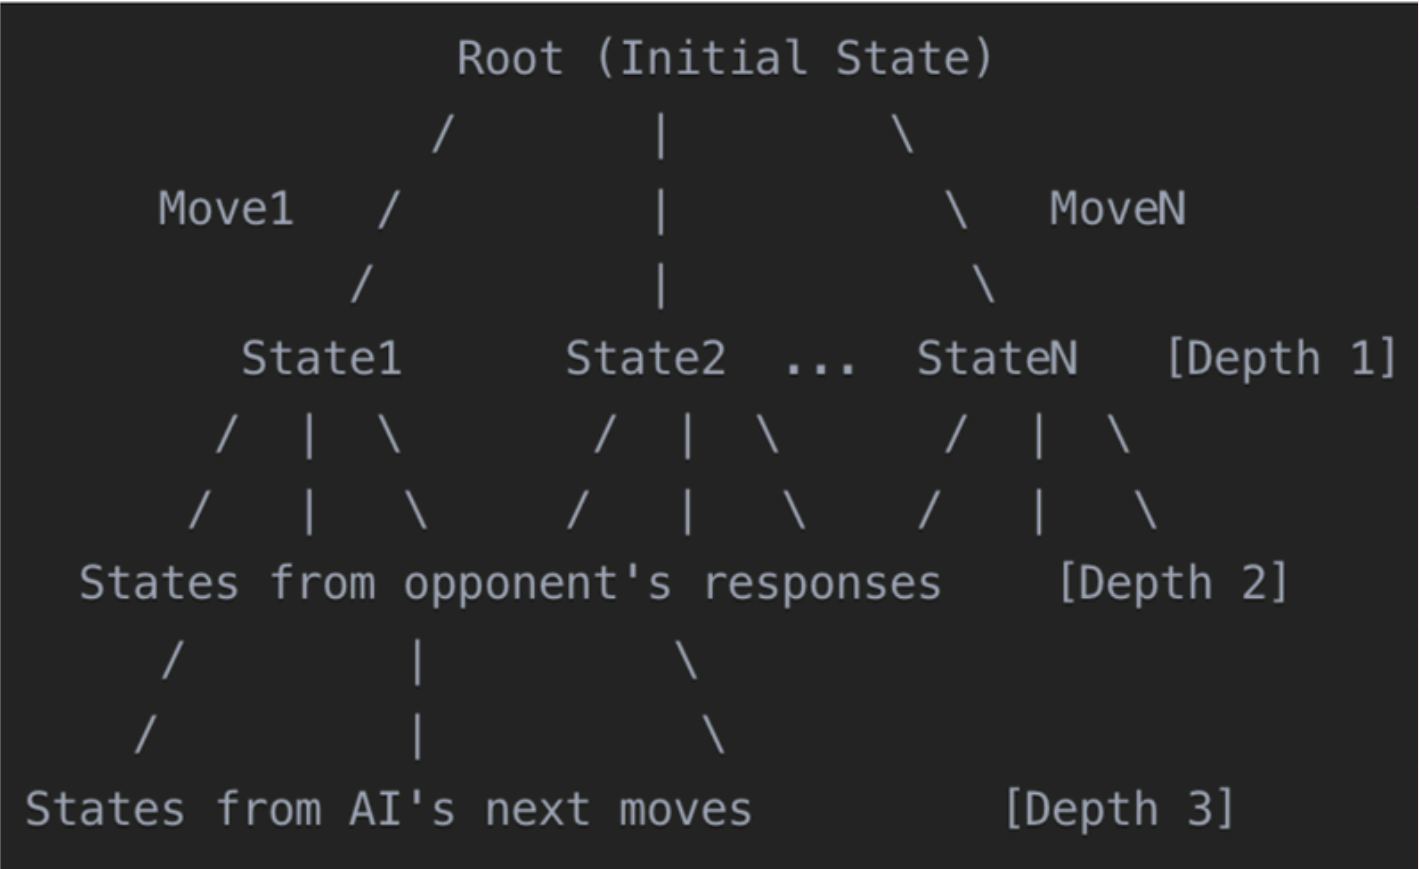 Root (Initial State)
/ | \
Move1 / | \ MoveN
/ | \
State1 State2 ... StateN [Depth 1]
/ | \ / | \ / | \
/ | \ / | \ / | \
States from opponent's responses [Depth 2]
/ | \
/ | \
States from AI's next moves [Depth 3]